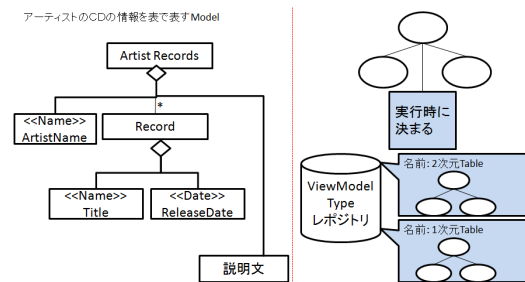 アーティストのCDの情報を表で表すModel
Artist Records
*
<<Name>>
ArtistName
Record
<<Name>>
Title
<<Date>>
ReleaseDate
説明文
実行時に
決まる
ViewModel
Type
レポジトリ
名前:2次元Table
名前:1次元Table